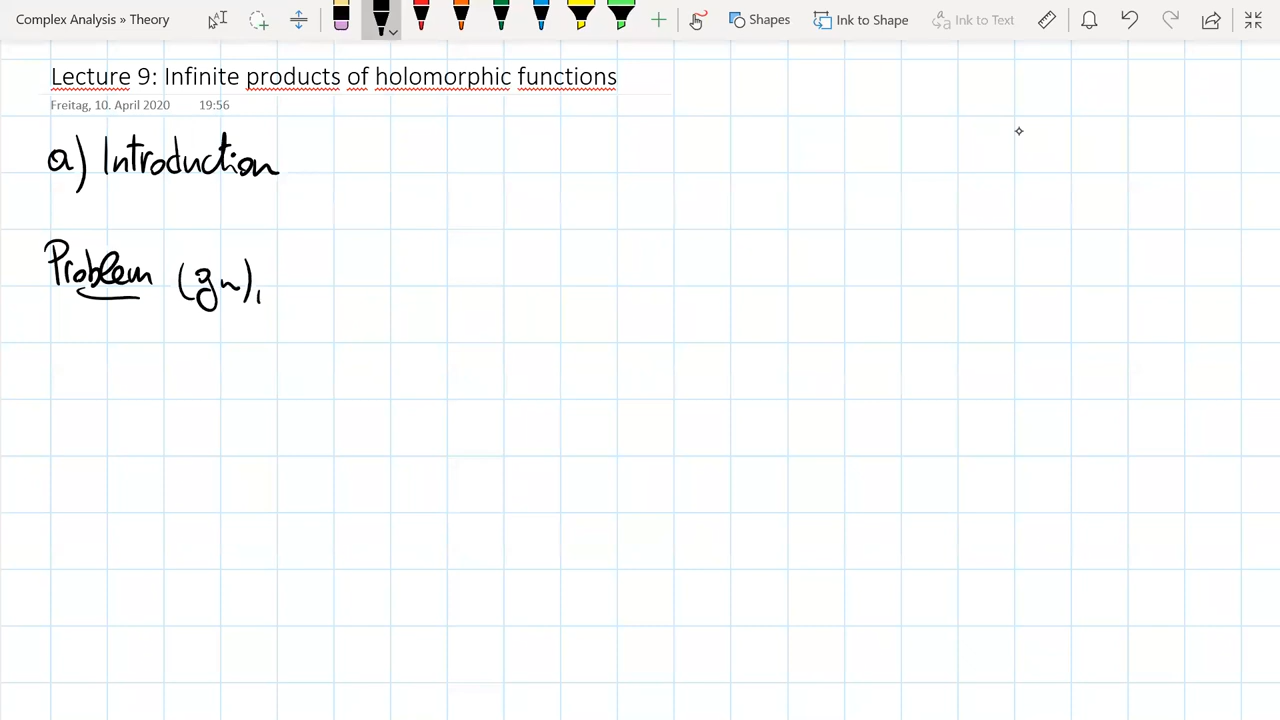 Complex Analysis » Theory
Shapes
Ink to Shape
Ink to Text
Lecture 9: Infinite products of holomorphic functions
Freitag, 10. April 2020 19:56
a) Introduction
Problem (gn)